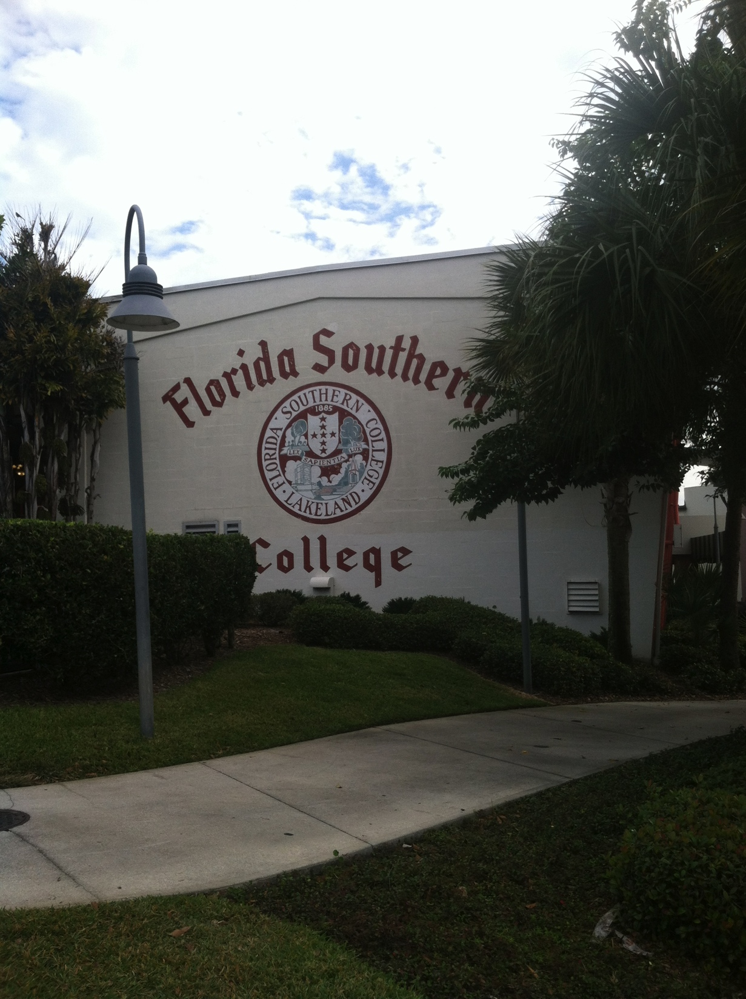 Florida Southern
FLORIDA · SOUTHERN · COLLEGE ·
1885
LEX
SAPIENTIA
LUX
· LAKELAND ·
College